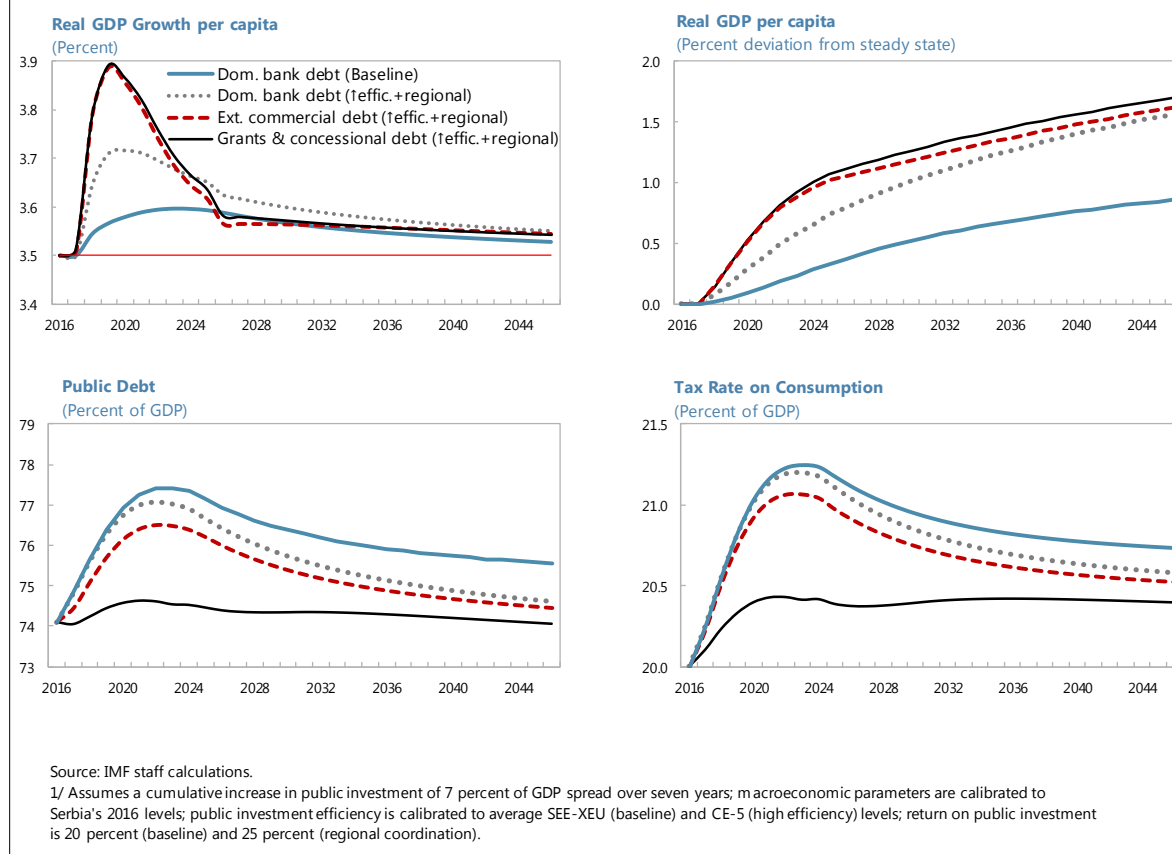 Real GDP Growth per capita
(Percent)
3.9
3.8
3.7
3.6
3.5
3.4
Dom. bank debt (Baseline)
Dom. bank debt (↑effic.+regional)
Ext. commercial debt (↑effic.+regional)
Grants & concessional debt (↑effic.+regional)
2016 2020 2024 2028 2032 2036 2040 2044
Real GDP per capita
(Percent deviation from steady state)
2.0
1.5
1.0
0.5
0.0
2016 2020 2024 2028 2032 2036 2040 2044
Public Debt
(Percent of GDP)
79
78
77
76
75
74
73
2016 2020 2024 2028 2032 2036 2040 2044
Tax Rate on Consumption
(Percent of GDP)
21.5
21.0
20.5
20.0
2016 2020 2024 2028 2032 2036 2040 2044
Source: IMF staff calculations.
1/ Assumes a cumulative increase in public investment of 7 percent of GDP spread over seven years; macroeconomic parameters are calibrated to
Serbia's 2016 levels; public investment efficiency is calibrated to average SEE-XEU (baseline) and CE-5 (high efficiency) levels; return on public investment
is 20 percent (baseline) and 25 percent (regional coordination).